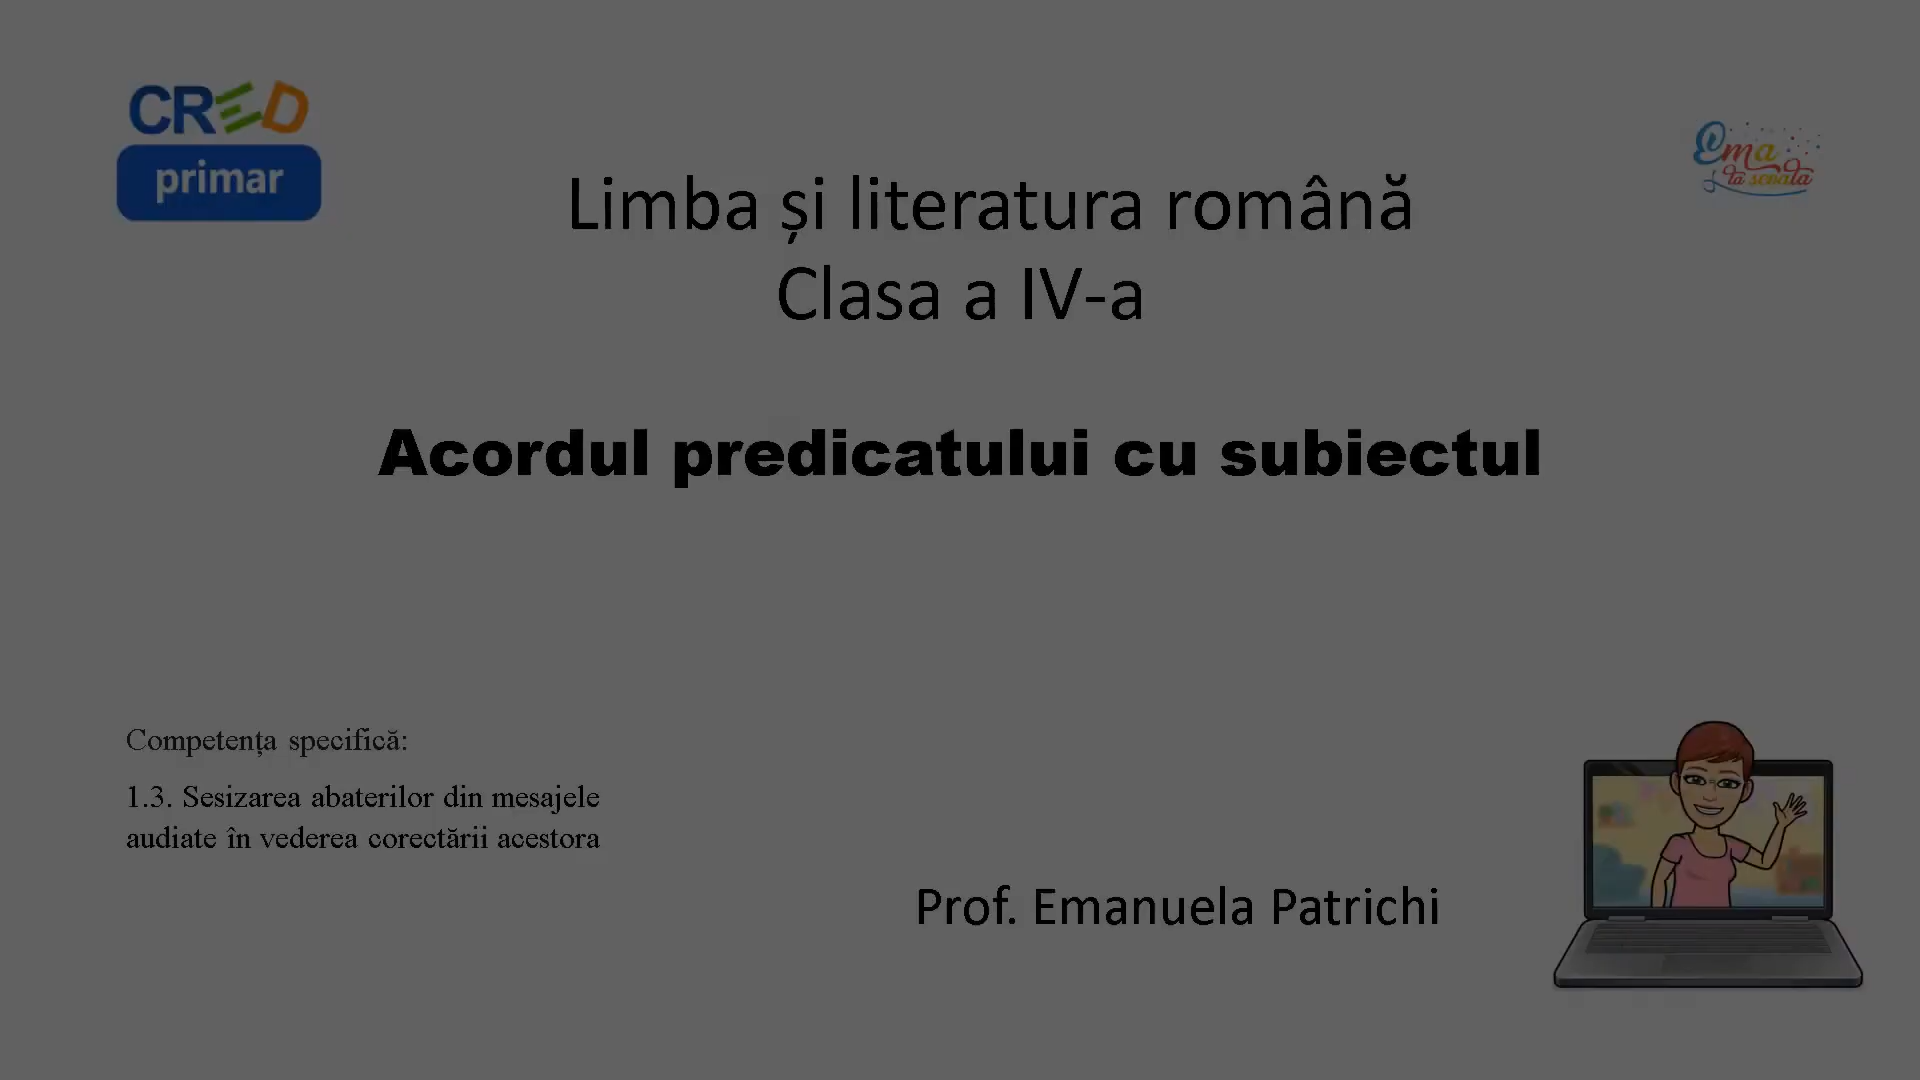 CRED
primar
Ema
la școala
Limba și literatura română
Clasa a IV-a
Acordul predicatului cu subiectul
Competența specifică:
1.3. Sesizarea abaterilor din mesajele
audiate în vederea corectării acestora
Prof. Emanuela Patrichi